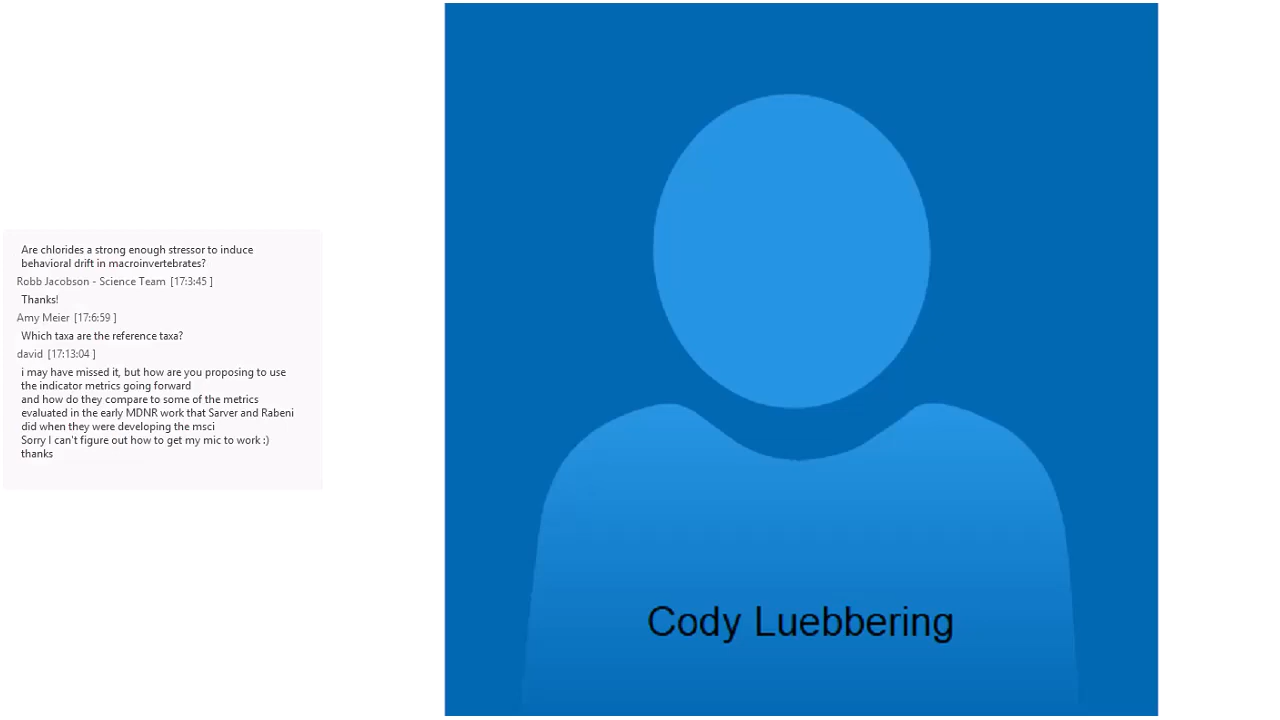 Are chlorides a strong enough stressor to induce
behavioral drift in macroinvertebrates?
Robb Jacobson - Science Team [17:3:45 ]
Thanks!
Amy Meier [17:6:59 ]
Which taxa are the reference taxa?
david [17:13:04 ]
i may have missed it, but how are you proposing to use
the indicator metrics going forward
and how do they compare to some of the metrics
evaluated in the early MDNR work that Sarver and Rabeni
did when they were developing the msci
Sorry I can't figure out how to get my mic to work :)
thanks
Cody Luebbering